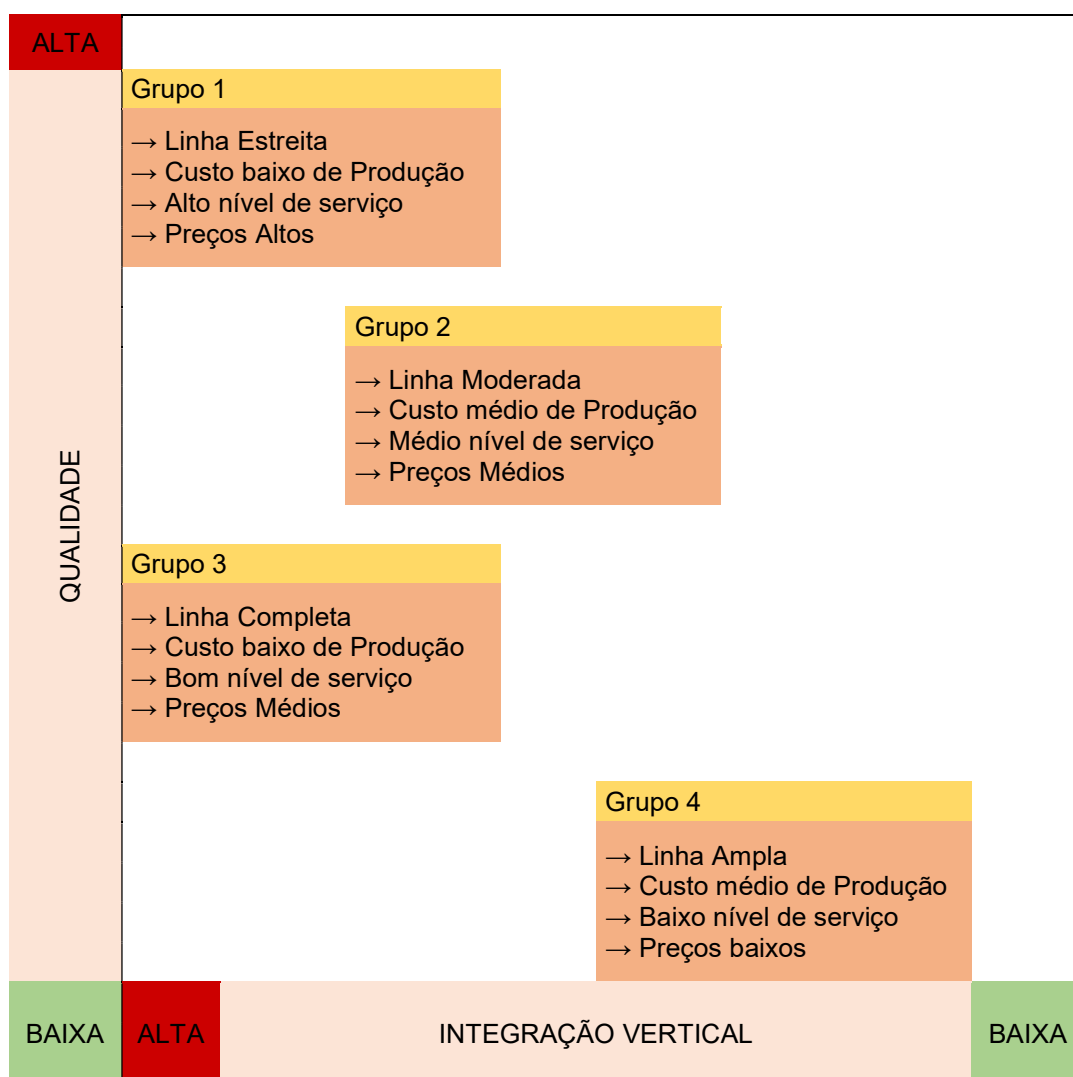 ALTA
Grupo 1
→ Linha Estreita
→ Custo baixo de Produção
→ Alto nível de serviço
→ Preços Altos
Grupo 2
→ Linha Moderada
→ Custo médio de Produção
→ Médio nível de serviço
→ Preços Médios
QUALIDADE
Grupo 3
→ Linha Completa
→ Custo baixo de Produção
→ Bom nível de serviço
→ Preços Médios
Grupo 4
→ Linha Ampla
→ Custo médio de Produção
→ Baixo nível de serviço
→ Preços baixos
BAIXA
ALTA
INTEGRAÇÃO VERTICAL
BAIXA